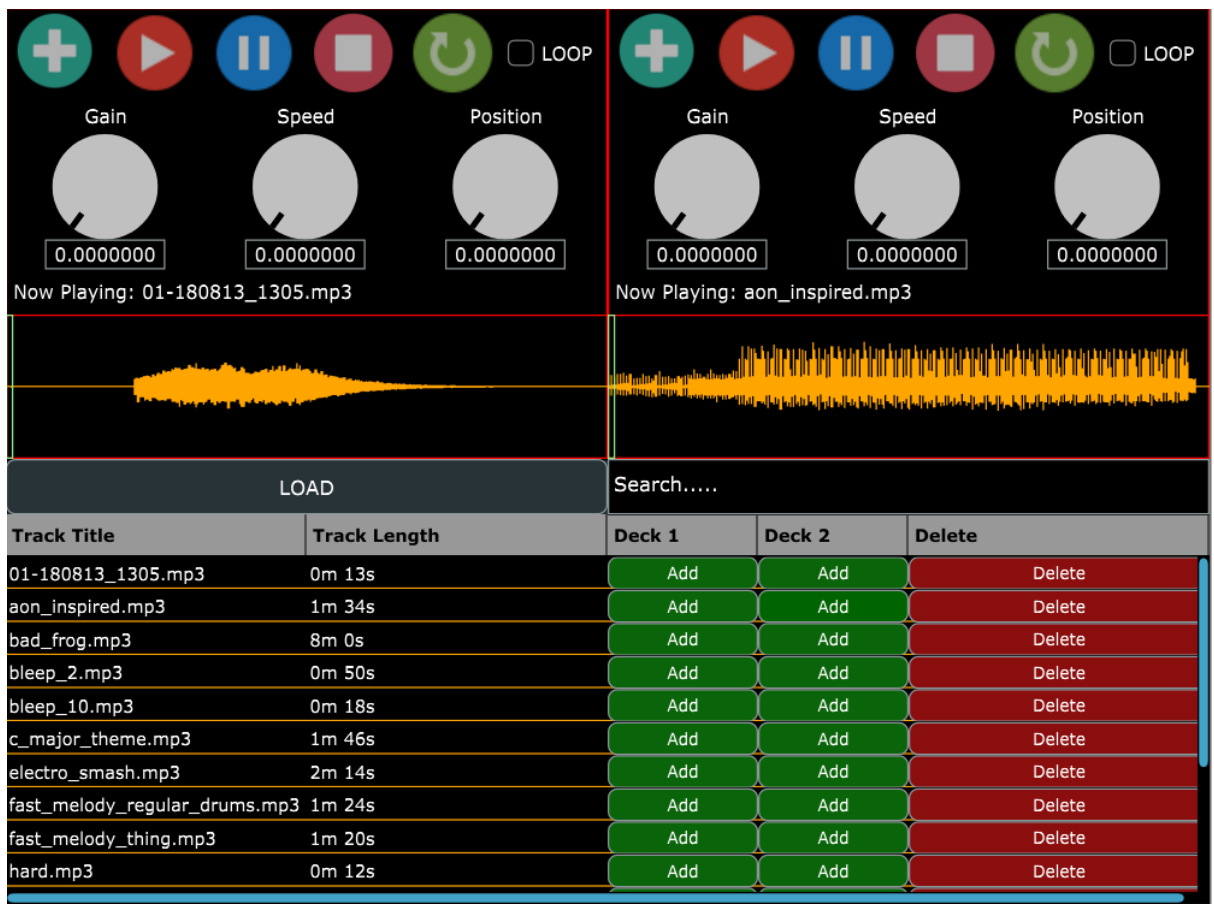 LOOP LOOP
Gain Speed Position Gain Speed Position
0.0000000 0.0000000 0.0000000 0.0000000 0.0000000 0.0000000
Now Playing: 01-180813_1305.mp3 Now Playing: aon_inspired.mp3
LOAD Search.....
Track Title Track Length Deck 1 Deck 2 Delete
01-180813_1305.mp3 0m 13s Add Add Delete
aon_inspired.mp3 1m 34s Add Add Delete
bad_frog.mp3 8m 0s Add Add Delete
bleep_2.mp3 0m 50s Add Add Delete
bleep_10.mp3 0m 18s Add Add Delete
c_major_theme.mp3 1m 46s Add Add Delete
electro_smash.mp3 2m 14s Add Add Delete
fast_melody_regular_drums.mp3 1m 24s Add Add Delete
fast_melody_thing.mp3 1m 20s Add Add Delete
hard.mp3 0m 12s Add Add Delete